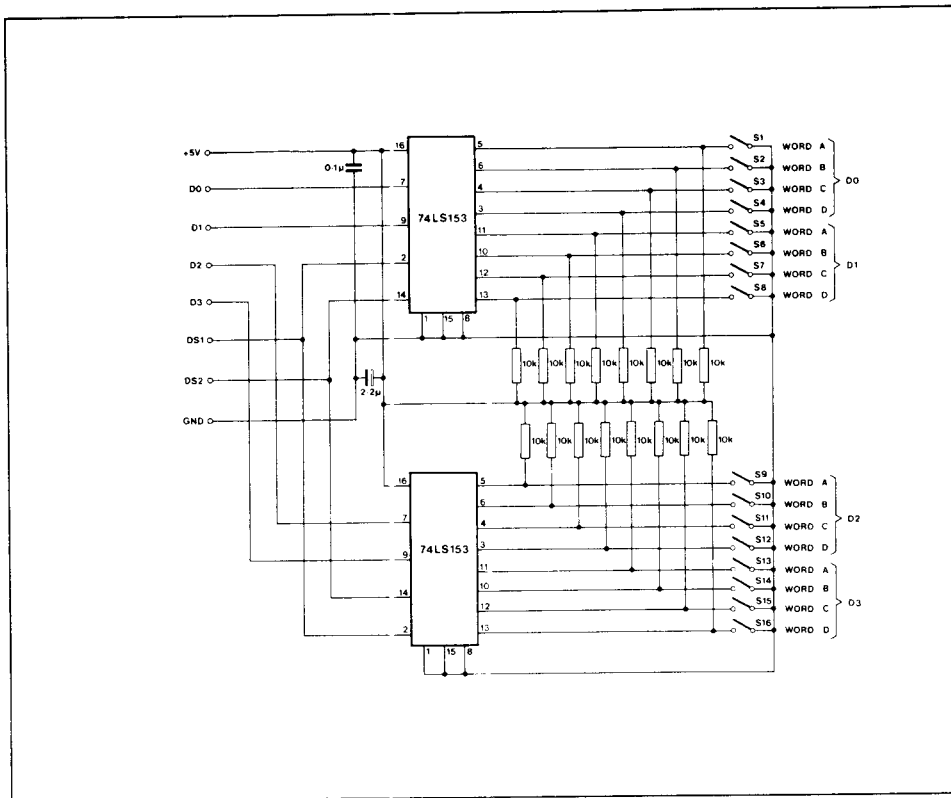 +5V
0·1μ
D0
D1
D2
D3
DS1
DS2
GND
2·2μ
16
7
9
2
14
74LS153
5
6
4
3
11
10
12
13
1 15 8
S1 WORD A
S2 WORD B
S3 WORD C
S4 WORD D
D0
S5 WORD A
S6 WORD B
S7 WORD C
S8 WORD D
D1
10k 10k 10k 10k 10k 10k 10k 10k
10k 10k 10k 10k 10k 10k 10k 10k
16
7
9
14
2
74LS153
5
6
4
3
11
10
12
13
1 15 8
S9 WORD A
S10 WORD B
S11 WORD C
S12 WORD D
D2
S13 WORD A
S14 WORD B
S15 WORD C
S16 WORD D
D3